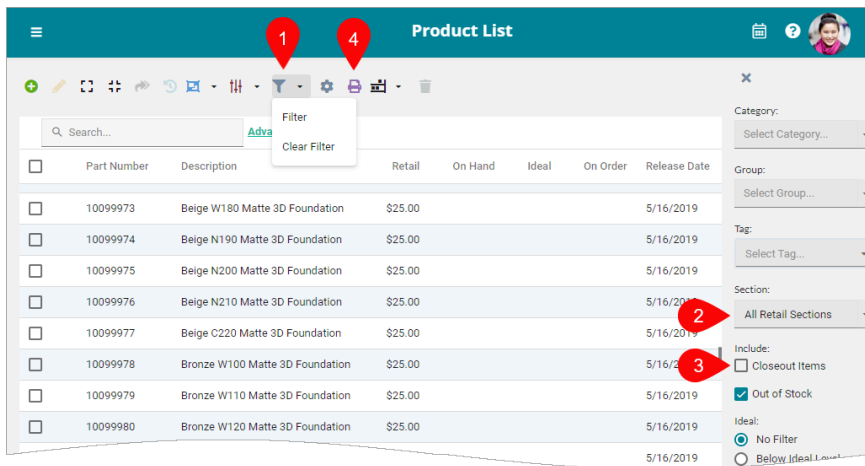 1
4
Product List
Filter
Clear Filter
Search...
Adva
Part Number Description Retail On Hand Ideal On Order Release Date
10099973 Beige W180 Matte 3D Foundation $25.00 5/16/2019
10099974 Beige N190 Matte 3D Foundation $25.00 5/16/2019
10099975 Beige N200 Matte 3D Foundation $25.00 5/16/2019
10099976 Beige N210 Matte 3D Foundation $25.00 5/16/2019
10099977 Beige C220 Matte 3D Foundation $25.00 5/16/2019
10099978 Bronze W100 Matte 3D Foundation $25.00 5/16/2
10099979 Bronze W110 Matte 3D Foundation $25.00 5/16/2019
10099980 Bronze W120 Matte 3D Foundation $25.00 5/16/2019
5/16/2019
Category:
Select Category...
Group:
Select Group...
Tag:
Select Tag...
Section:
2
All Retail Sections
Include:
3
Closeout Items
Out of Stock
Ideal:
No Filter
Below Ideal Level